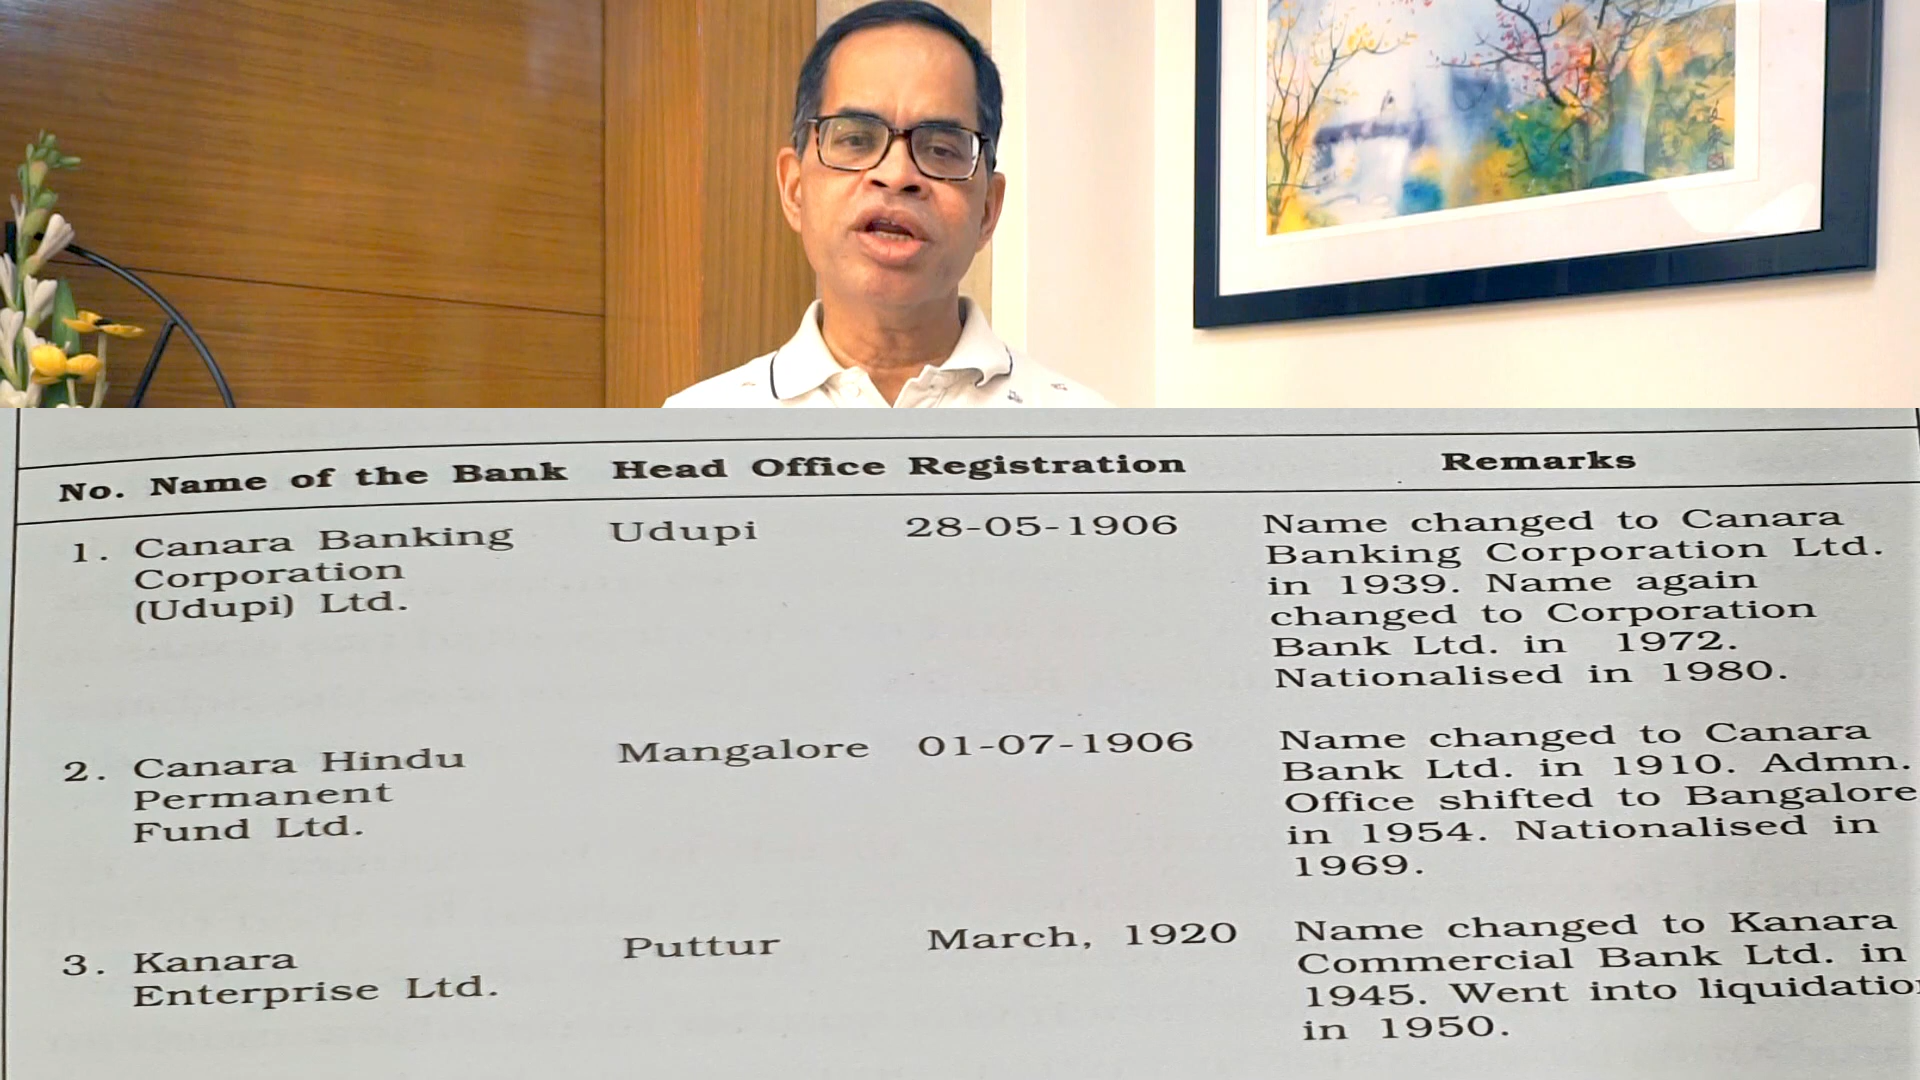 No. Name of the Bank Head Office Registration Remarks
1. Canara Banking Corporation (Udupi) Ltd. Udupi 28-05-1906 Name changed to Canara
Banking Corporation Ltd.
in 1939. Name again
changed to Corporation
Bank Ltd. in 1972.
Nationalised in 1980.
2. Canara Hindu Permanent Fund Ltd. Mangalore 01-07-1906 Name changed to Canara
Bank Ltd. in 1910. Admn.
Office shifted to Bangalore
in 1954. Nationalised in
1969.
3. Kanara Enterprise Ltd. Puttur March, 1920 Name changed to Kanara
Commercial Bank Ltd. in
1945. Went into liquidatio
in 1950.